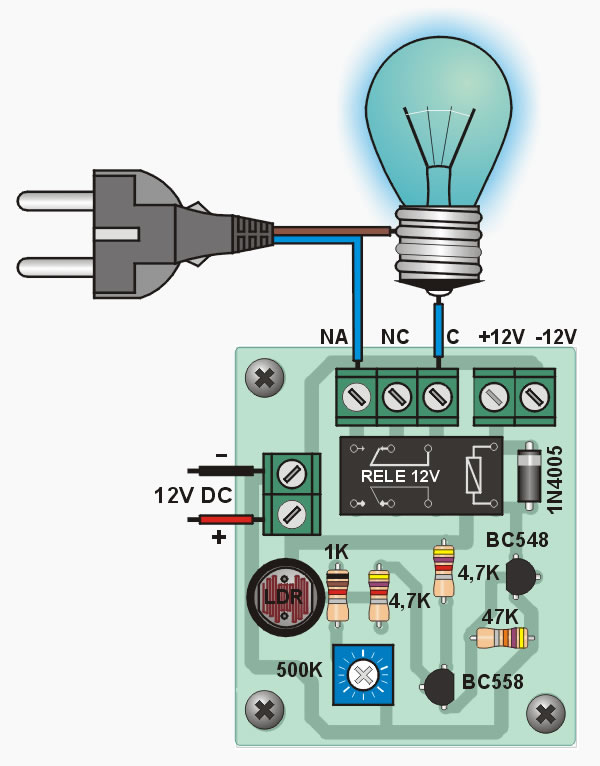 NA NC C +12V -12V
-
12V DC
+
RELE 12V
1N4005
BC548
1K
4,7K
4,7K
LDR
47K
500K
BC558